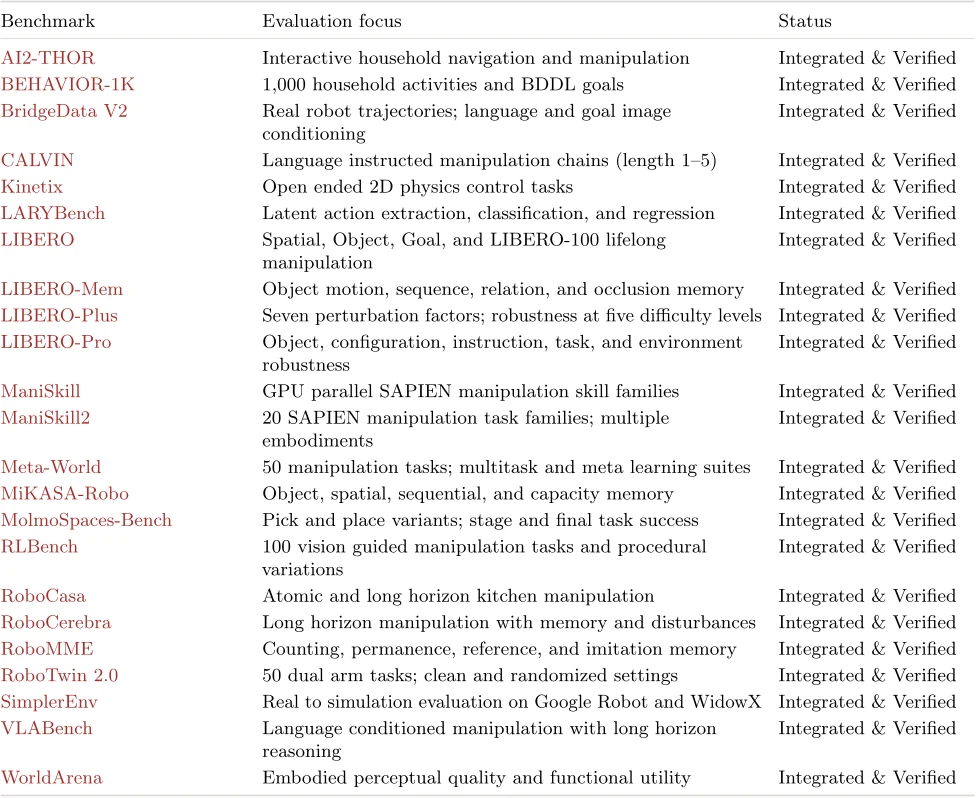 Benchmark Evaluation focus Status
AI2-THOR Interactive household navigation and manipulation Integrated & Verified
BEHAVIOR-1K 1,000 household activities and BDDL goals Integrated & Verified
BridgeData V2 Real robot trajectories; language and goal image Integrated & Verified
conditioning
CALVIN Language instructed manipulation chains (length 1–5) Integrated & Verified
Kinetix Open ended 2D physics control tasks Integrated & Verified
LARYBench Latent action extraction, classification, and regression Integrated & Verified
LIBERO Spatial, Object, Goal, and LIBERO-100 lifelong Integrated & Verified
manipulation
LIBERO-Mem Object motion, sequence, relation, and occlusion memory Integrated & Verified
LIBERO-Plus Seven perturbation factors; robustness at five difficulty levels Integrated & Verified
LIBERO-Pro Object, configuration, instruction, task, and environment Integrated & Verified
robustness
ManiSkill GPU parallel SAPIEN manipulation skill families Integrated & Verified
ManiSkill2 20 SAPIEN manipulation task families; multiple Integrated & Verified
embodiments
Meta-World 50 manipulation tasks; multitask and meta learning suites Integrated & Verified
MiKASA-Robo Object, spatial, sequential, and capacity memory Integrated & Verified
MolmoSpaces-Bench Pick and place variants; stage and final task success Integrated & Verified
RLBench 100 vision guided manipulation tasks and procedural Integrated & Verified
variations
RoboCasa Atomic and long horizon kitchen manipulation Integrated & Verified
RoboCerebra Long horizon manipulation with memory and disturbances Integrated & Verified
RoboMME Counting, permanence, reference, and imitation memory Integrated & Verified
RoboTwin 2.0 50 dual arm tasks; clean and randomized settings Integrated & Verified
SimplerEnv Real to simulation evaluation on Google Robot and WidowX Integrated & Verified
VLABench Language conditioned manipulation with long horizon Integrated & Verified
reasoning
WorldArena Embodied perceptual quality and functional utility Integrated & Verified